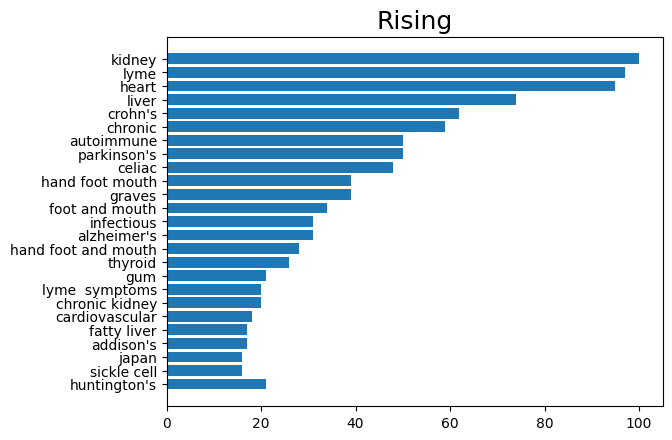 Rising
kidney
lyme
heart
liver
crohn's
chronic
autoimmune
parkinson's
celiac
hand foot mouth
graves
foot and mouth
infectious
alzheimer's
hand foot and mouth
thyroid
gum
lyme  symptoms
chronic kidney
cardiovascular
fatty liver
addison's
japan
sickle cell
huntington's
0 20 40 60 80 100